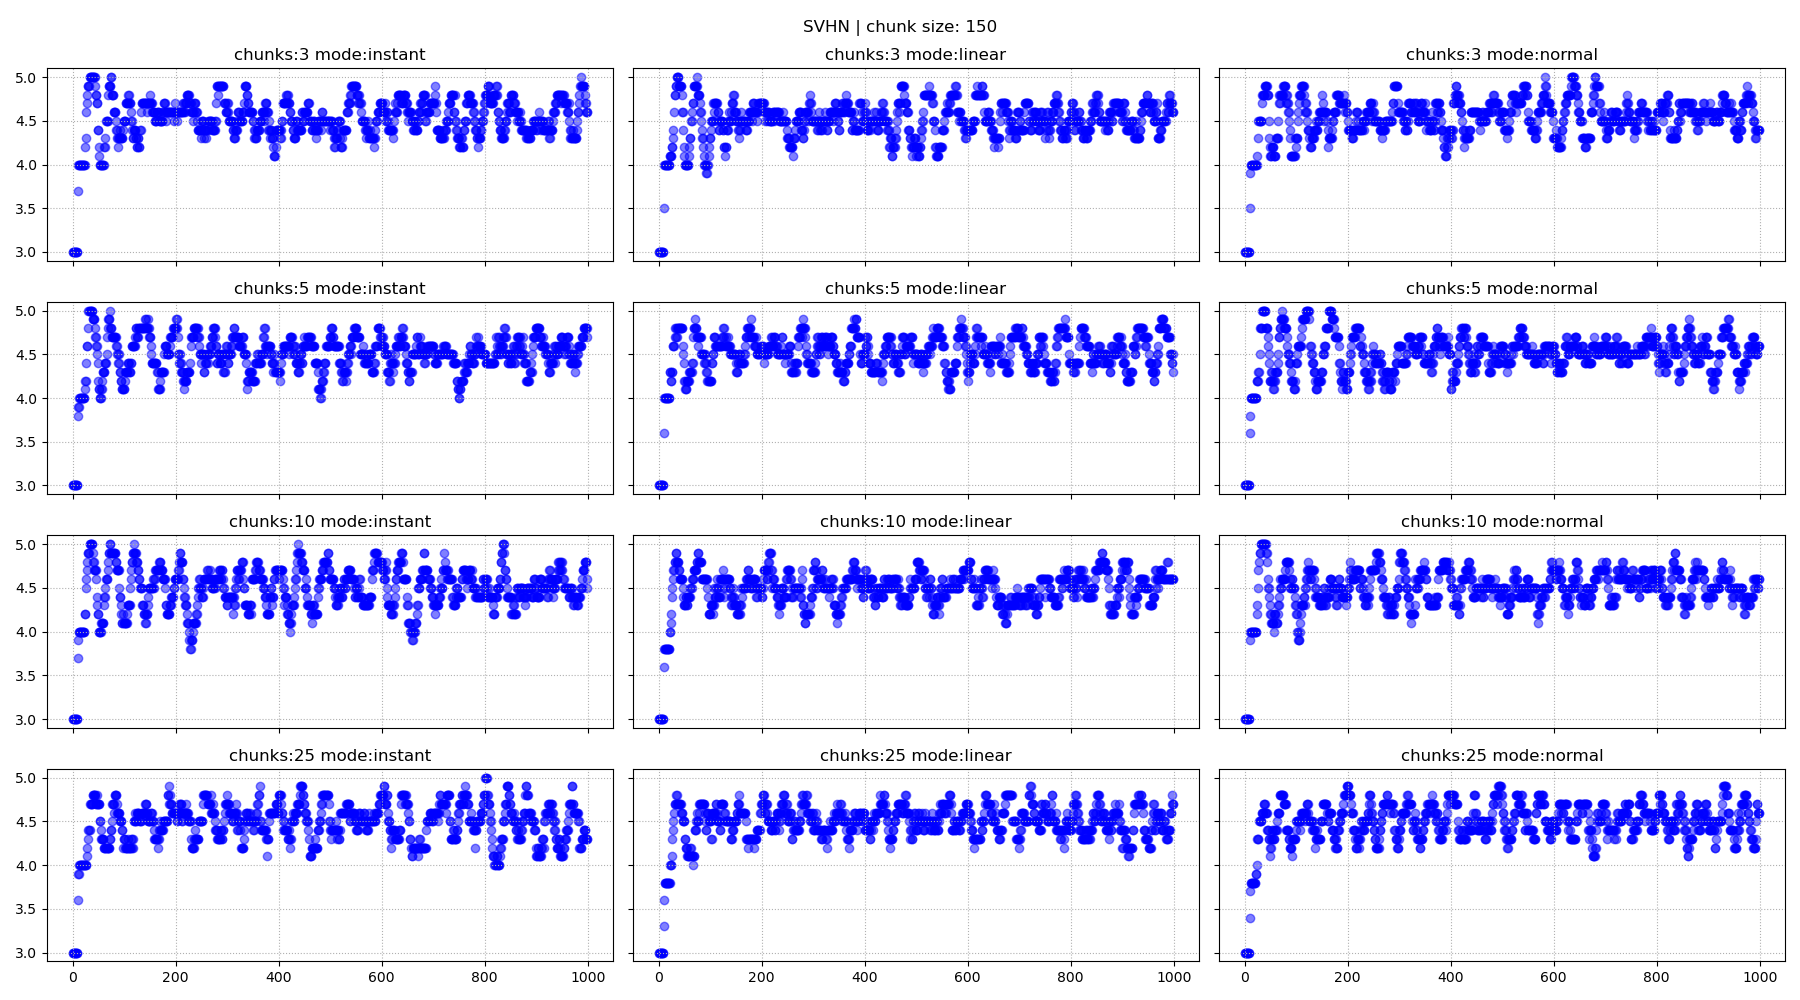 SVHN | chunk size: 150
chunks:3 mode:instant
chunks:3 mode:linear
chunks:3 mode:normal
5.0
4.5
4.0
3.5
3.0
chunks:5 mode:instant
chunks:5 mode:linear
chunks:5 mode:normal
5.0
4.5
4.0
3.5
3.0
chunks:10 mode:instant
chunks:10 mode:linear
chunks:10 mode:normal
5.0
4.5
4.0
3.5
3.0
chunks:25 mode:instant
chunks:25 mode:linear
chunks:25 mode:normal
5.0
4.5
4.0
3.5
3.0
0 200 400 600 800 1000
0 200 400 600 800 1000
0 200 400 600 800 1000